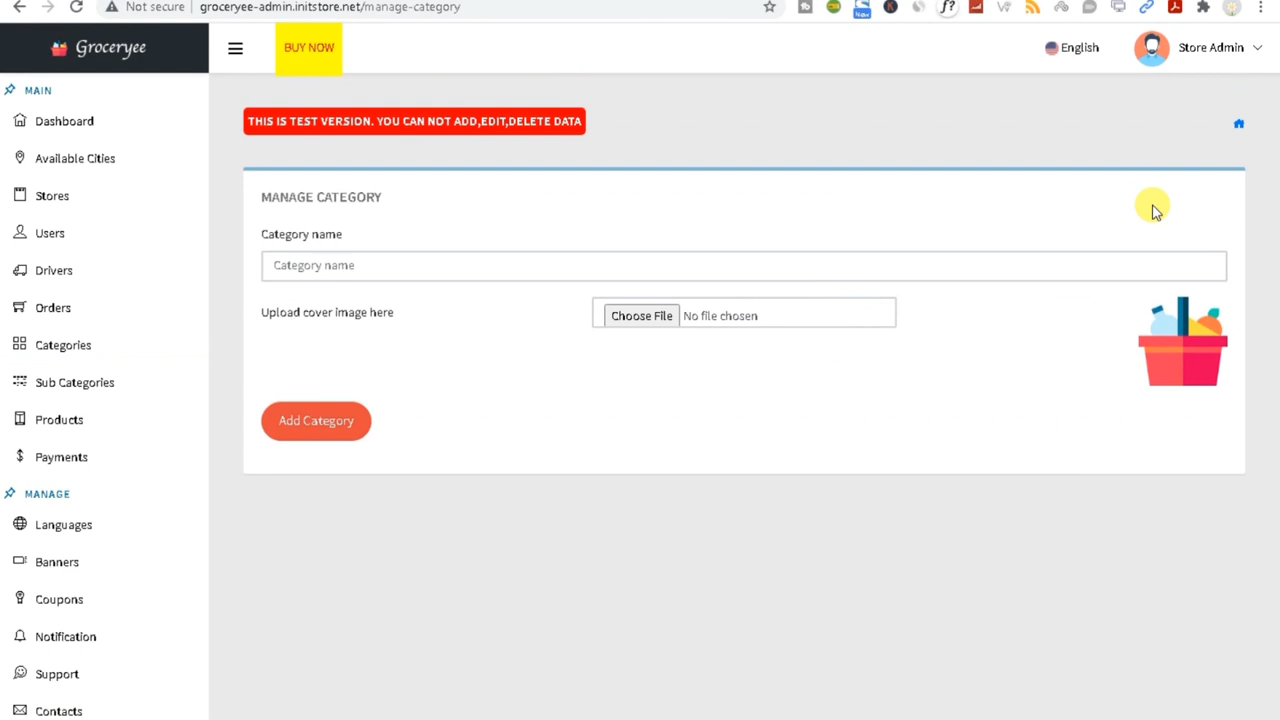 Not secure groceryee-admin.initstore.net/manage-category
New
Groceryee
BUY NOW
English
Store Admin
MAIN
Dashboard
Available Cities
Stores
Users
Drivers
Orders
Categories
Sub Categories
Products
Payments
MANAGE
Languages
Banners
Coupons
Notification
Support
Contacts
THIS IS TEST VERSION. YOU CAN NOT ADD,EDIT,DELETE DATA
MANAGE CATEGORY
Category name
Category name
Upload cover image here
Choose File No file chosen
Add Category